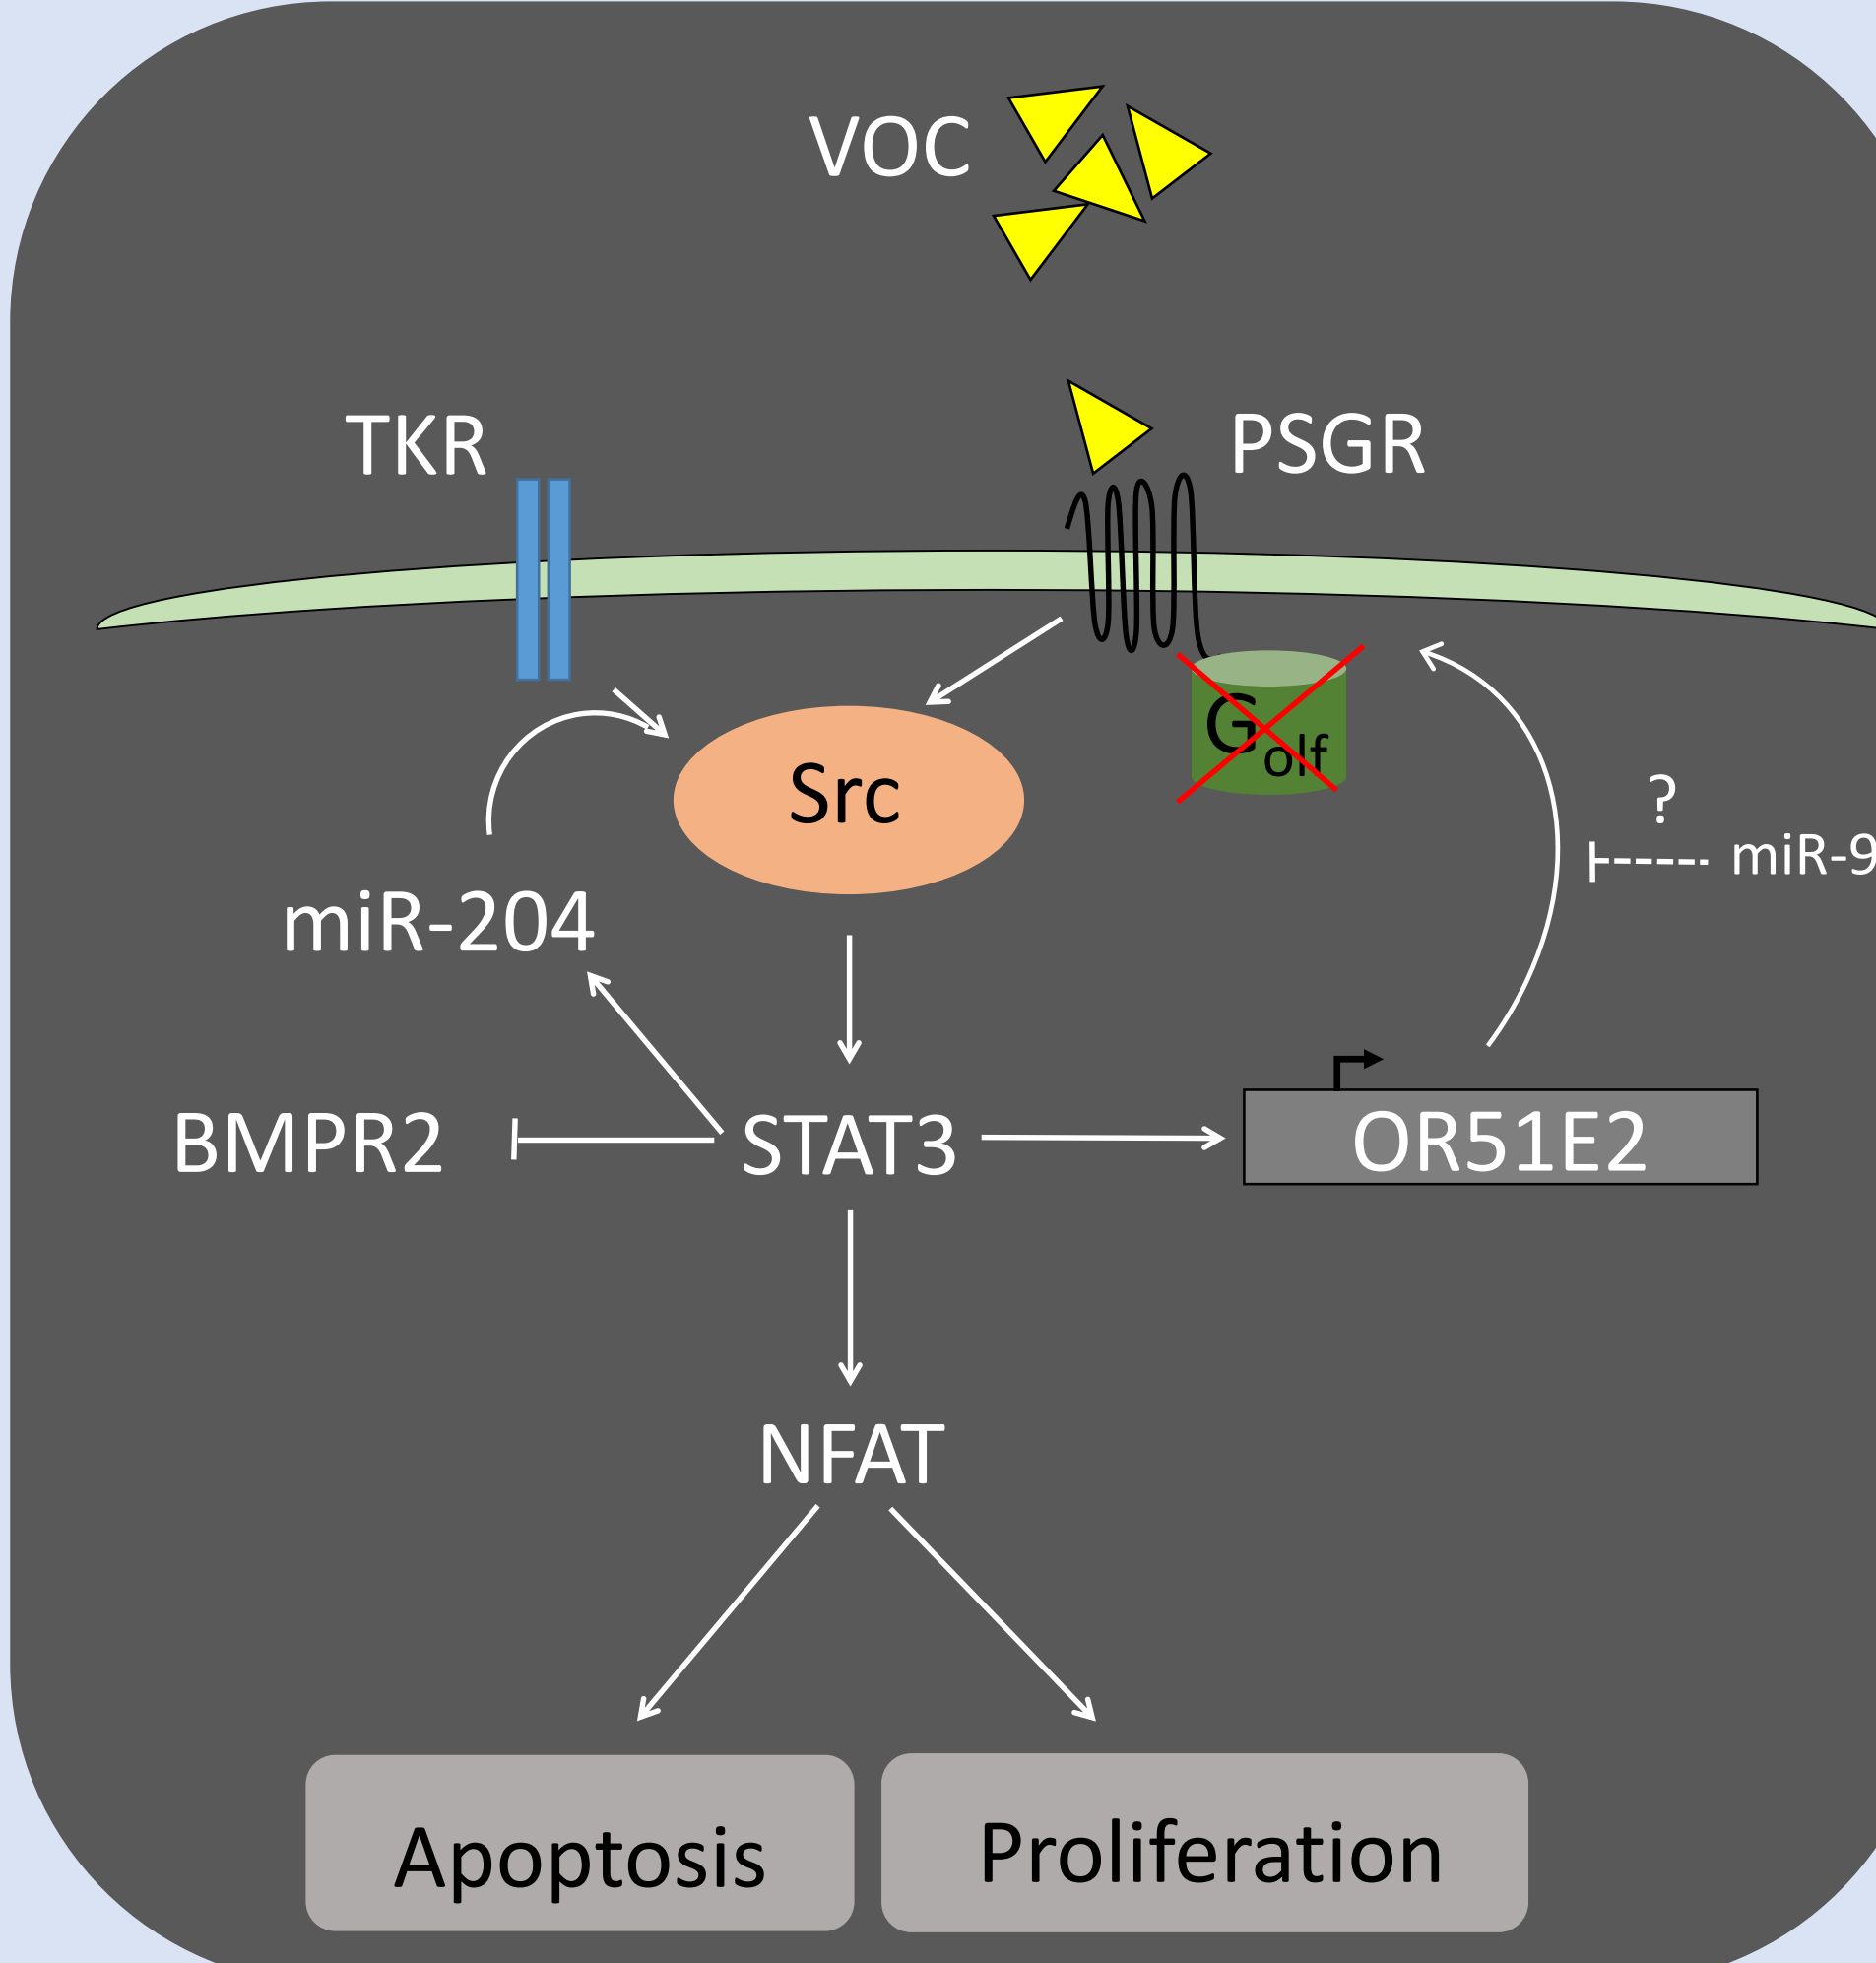 VOC
TKR
PSGR
Src
Golf
?
miR-9
miR-204
BMPR2
STAT3
OR51E2
NFAT
Apoptosis
Proliferation